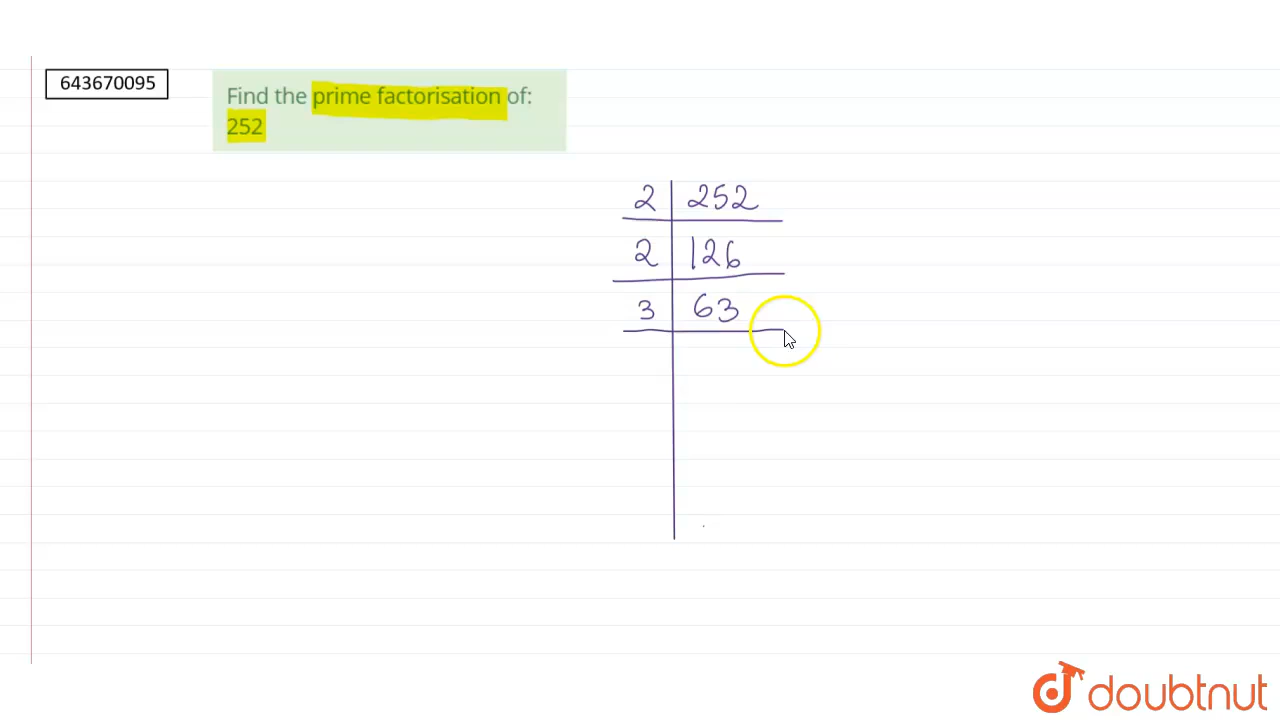 643670095
Find the prime factorisation of:
252
2 252
2 126
3 63
doubtnut